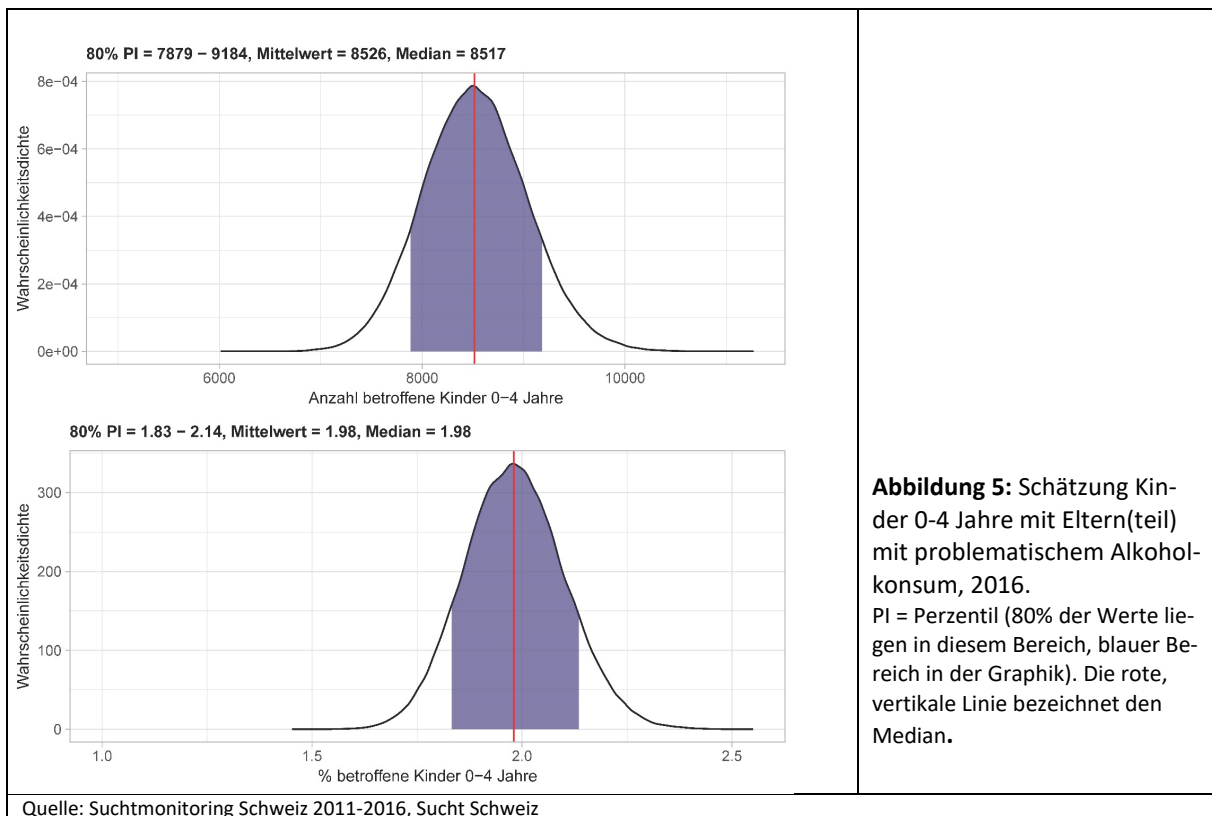 80% PI = 7879 − 9184, Mittelwert = 8526, Median = 8517
Wahrscheinlichkeitsdichte
8e−04
6e−04
4e−04
2e−04
0e+00
6000 8000 10000
Anzahl betroffene Kinder 0−4 Jahre
80% PI = 1.83 − 2.14, Mittelwert = 1.98, Median = 1.98
Wahrscheinlichkeitsdichte
300
200
100
0
1.0 1.5 2.0 2.5
% betroffene Kinder 0−4 Jahre
Abbildung 5: Schätzung Kin-
der 0-4 Jahre mit Eltern(teil)
mit problematischem Alkohol-
konsum, 2016.
PI = Perzentil (80% der Werte lie-
gen in diesem Bereich, blauer Be-
reich in der Graphik). Die rote,
vertikale Linie bezeichnet den
Median.
Quelle: Suchtmonitoring Schweiz 2011-2016, Sucht Schweiz